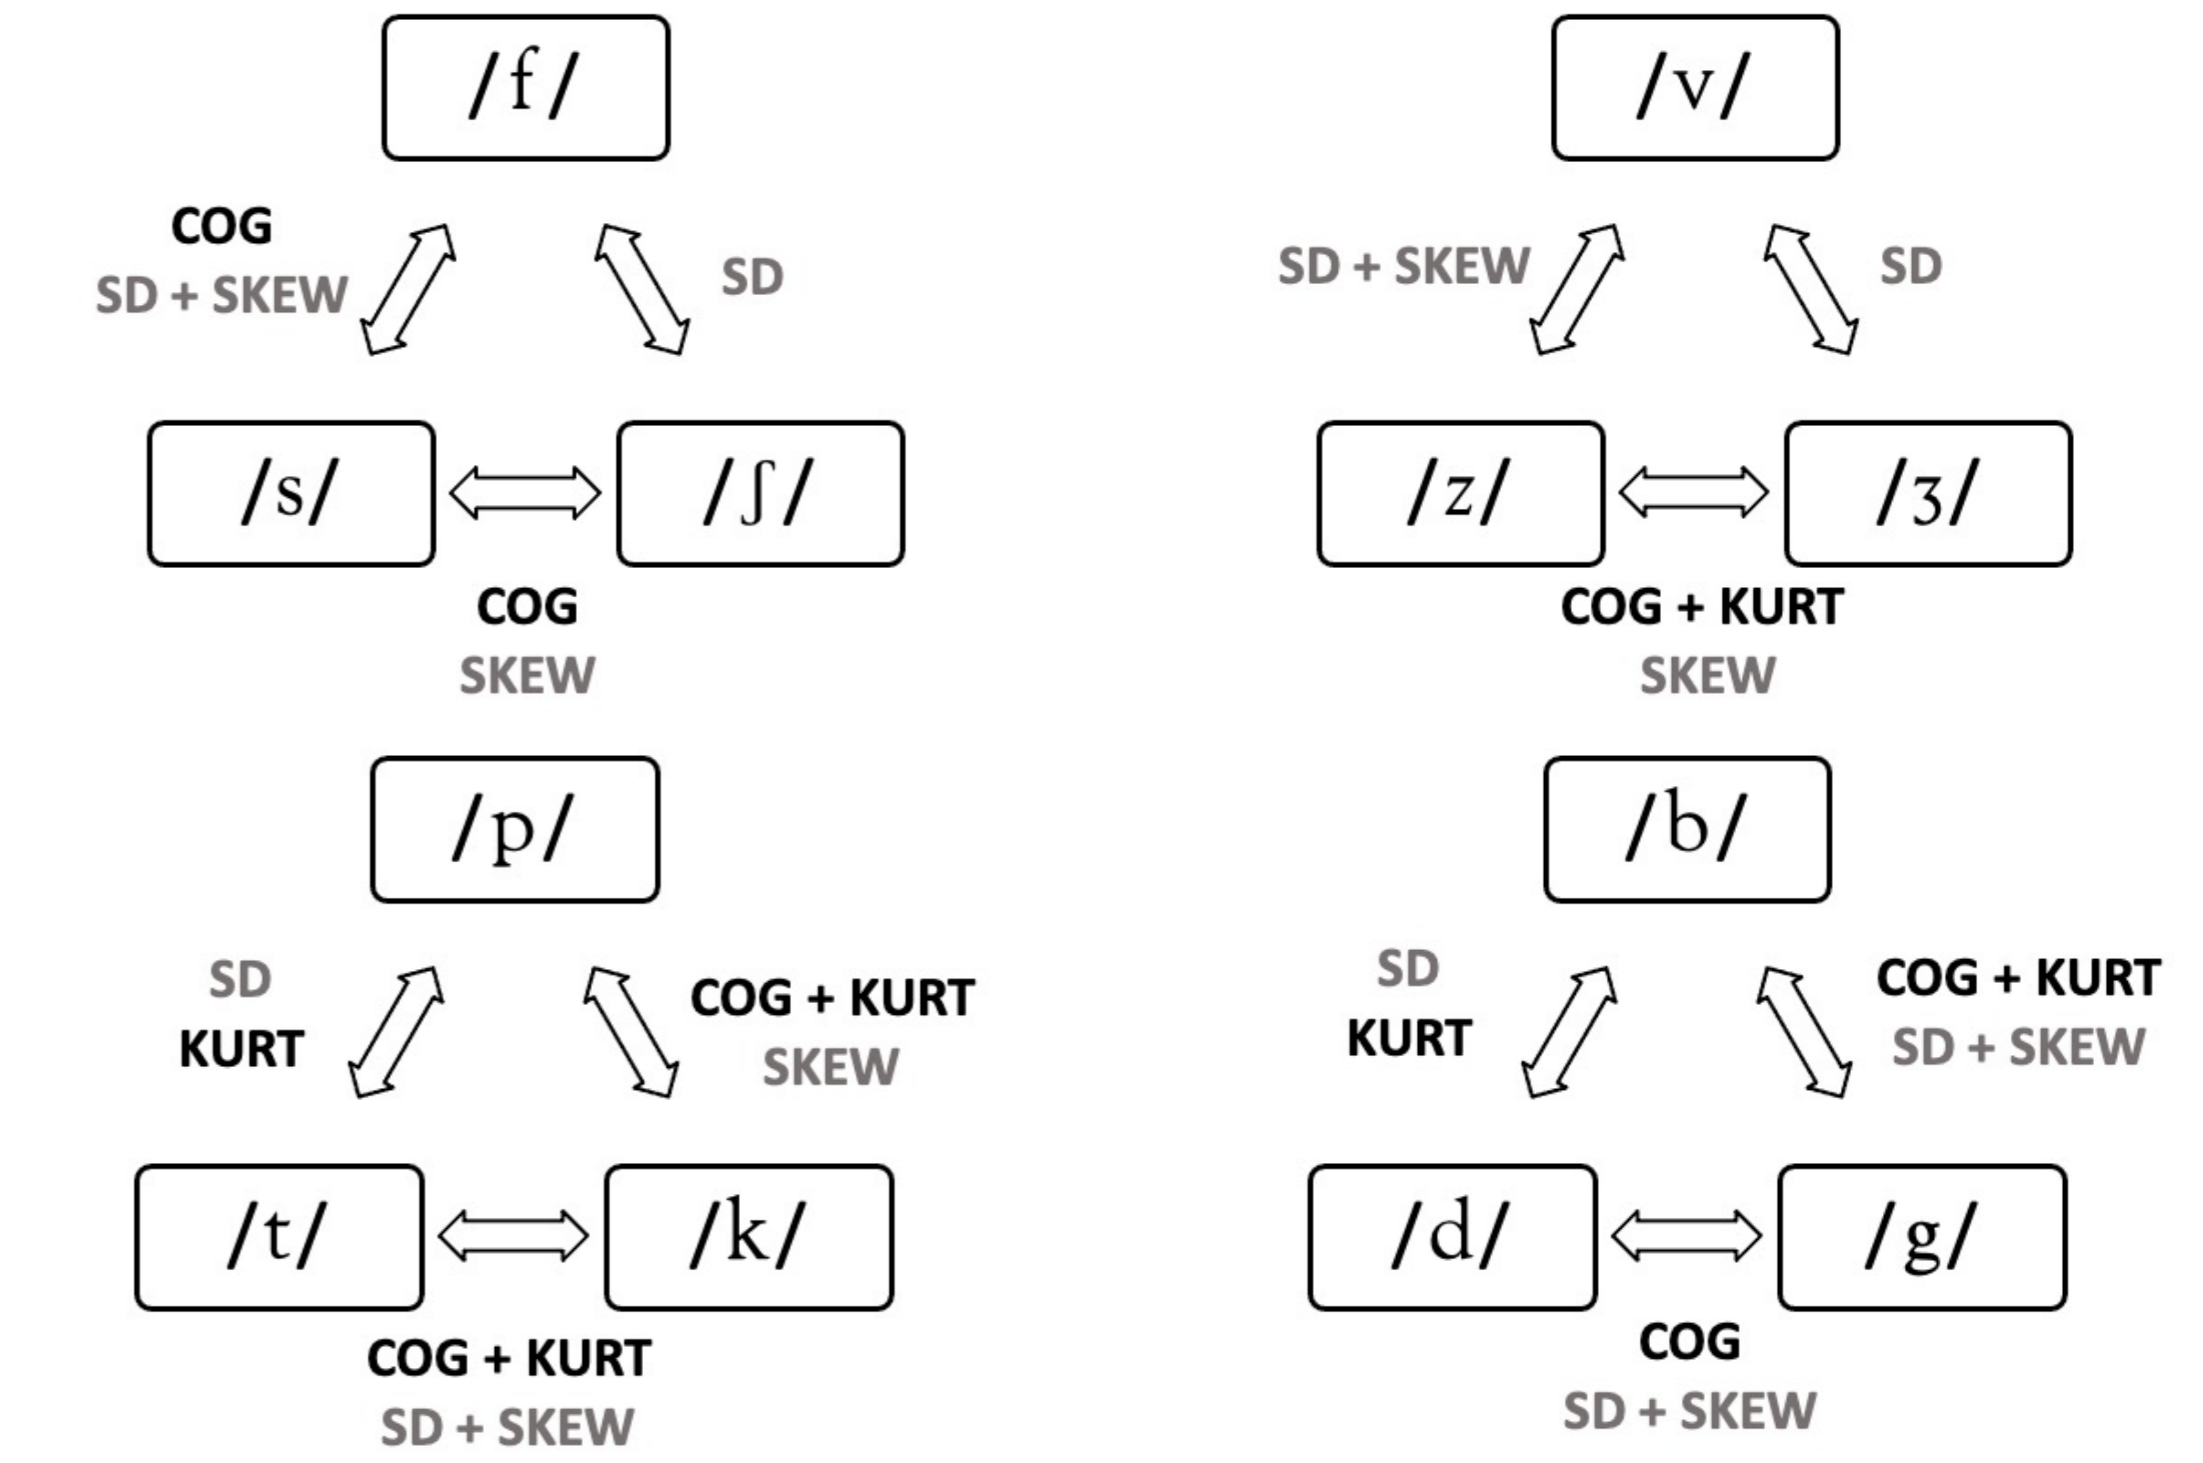 /f/
COG
SD + SKEW
SD
/s/
/ʃ/
COG
SKEW
/v/
SD + SKEW
SD
/z/
/ʒ/
COG + KURT
SKEW
/p/
SD
KURT
COG + KURT
SKEW
/t/
/k/
COG + KURT
SD + SKEW
/b/
SD
KURT
COG + KURT
SD + SKEW
/d/
/g/
COG
SD + SKEW